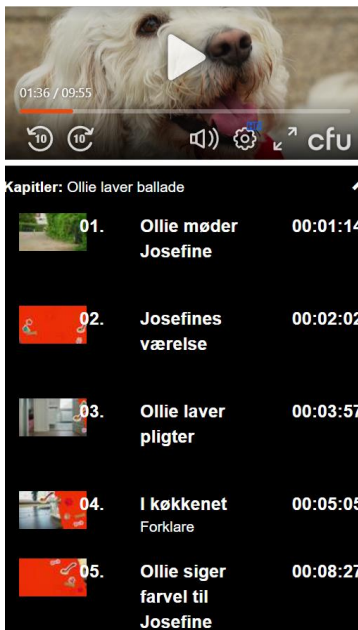 01:36 / 09:55
10 10 HD cfu
Kapitler: Ollie laver ballade
01. Ollie møder Josefine 00:01:14
02. Josefines værelse 00:02:02
03. Ollie laver pligter 00:03:57
04. I køkkenet 00:05:05
Forklare
05. Ollie siger farvel til Josefine 00:08:27